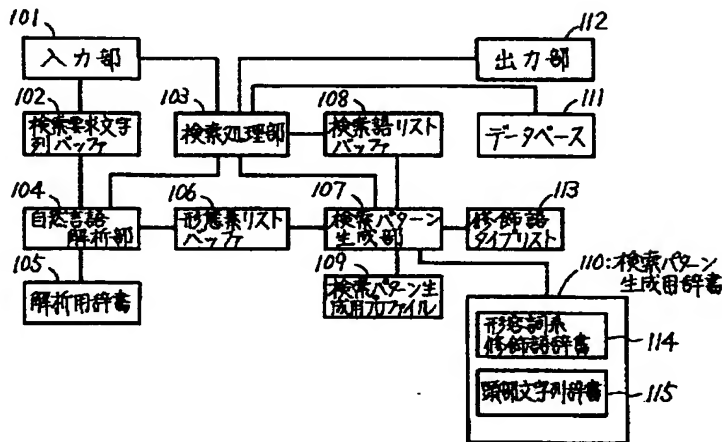 101
入力部
112
出力部
102
検索要求文字
列バッファ
103
検索処理部
108
検索語リスト
バッファ
111
データベース
104
自然言語
解析部
106
形態素リスト
バッファ
107
検索パターン
生成部
113
修飾語
タイプリスト
105
解析用辞書
109
検索パターン生
成用プロファイル
110:検索パターン
生成用辞書
形容詞系
修飾語辞書
114
頭部文字列辞書
115